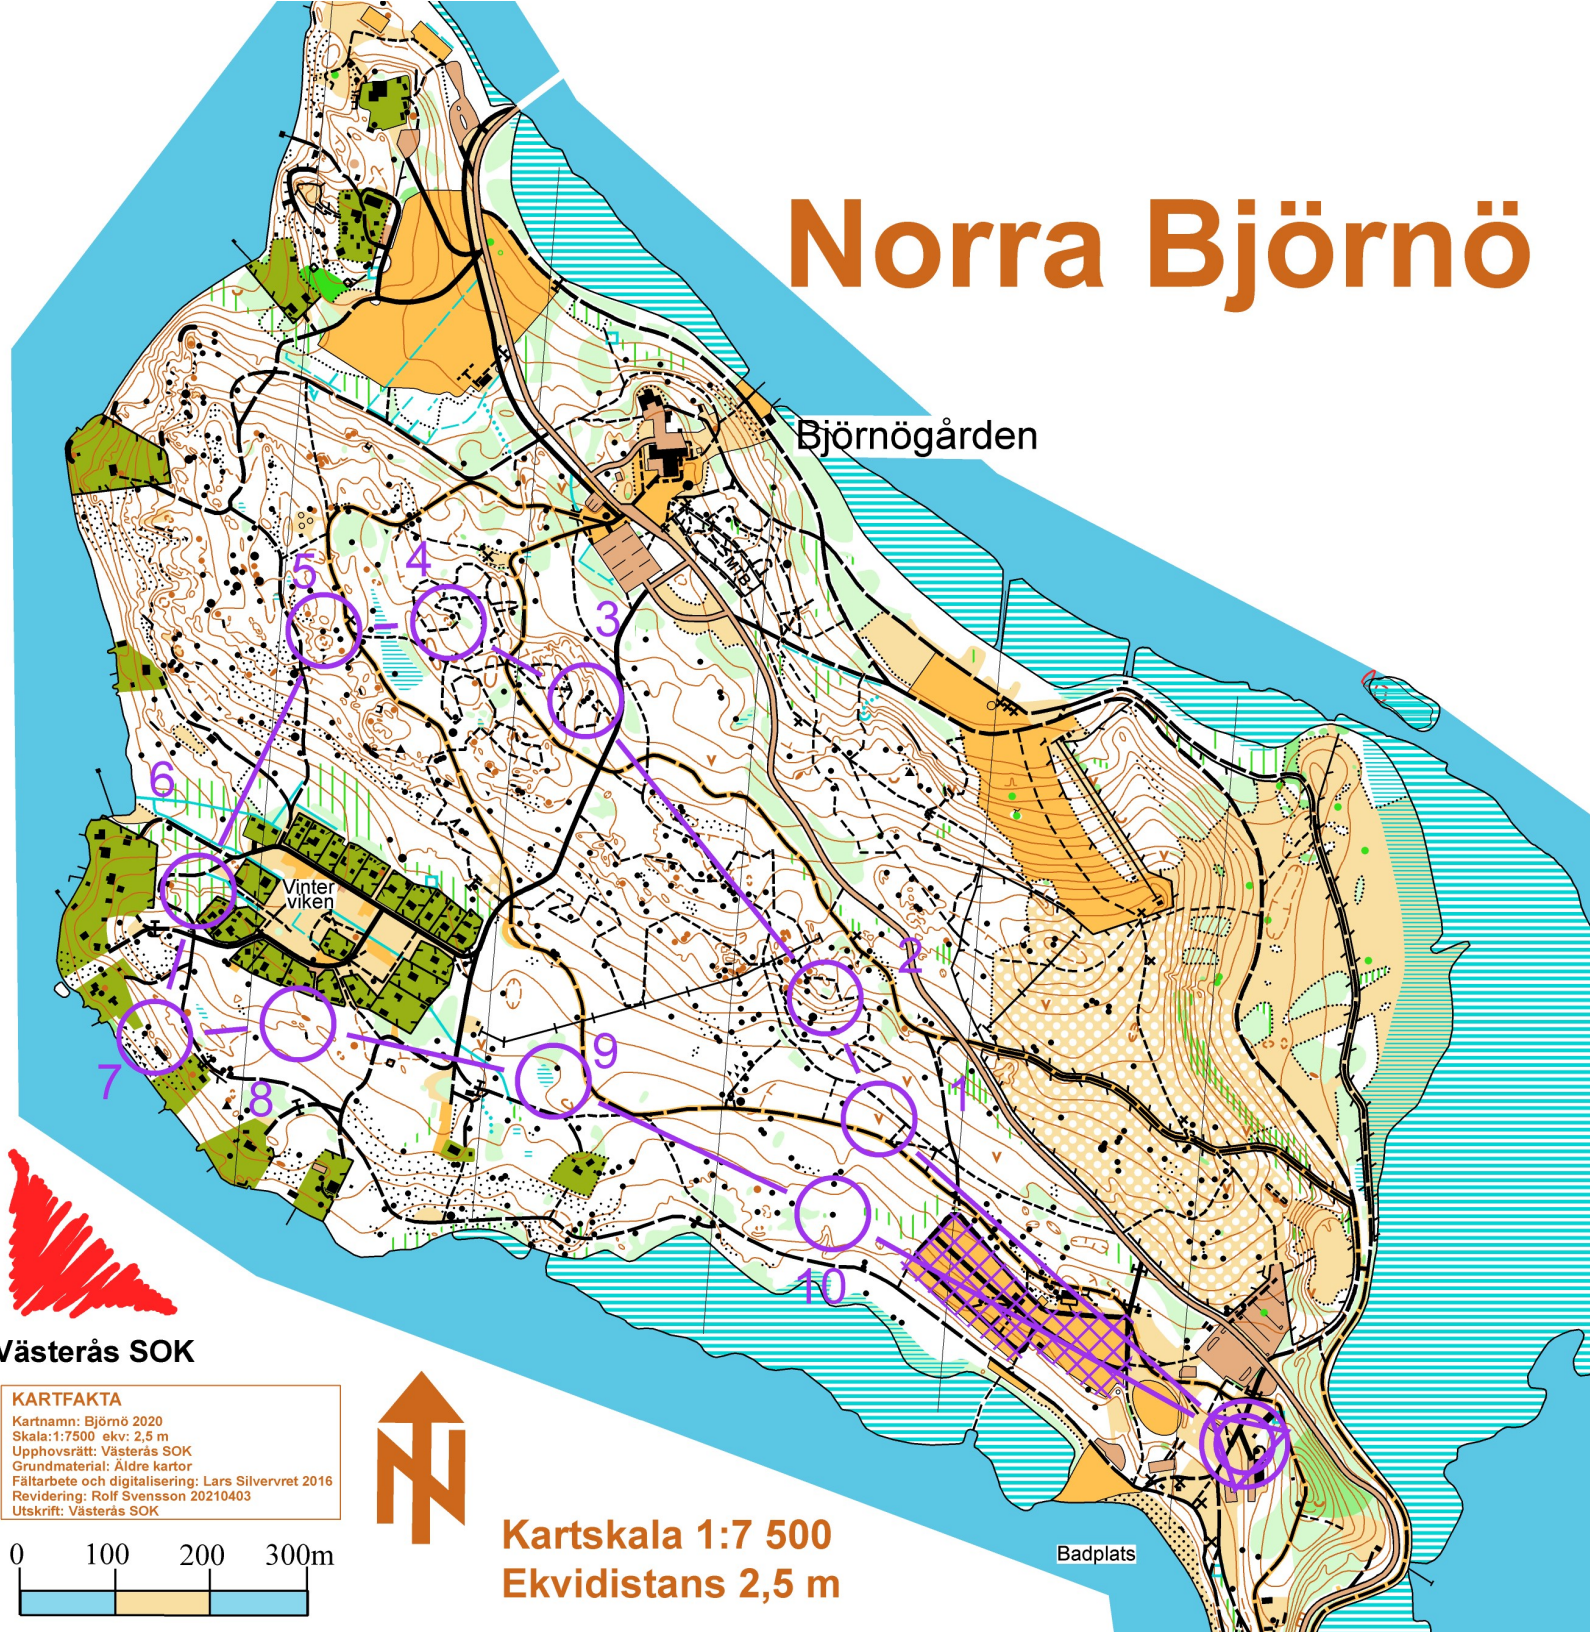 Norra Björnö
Björnögården
MTB
5
4
3
6
Vinter
viken
2
9
1
7
8
10
Västerås SOK
KARTFAKTA
Kartnamn: Björnö 2020
Skala:1:7500 ekv: 2,5 m
Upphovsrätt: Västerås SOK
Grundmaterial: Äldre kartor
Fältarbete och digitalisering: Lars Silvervret 2016
Revidering: Rolf Svensson 20210403
Utskrift: Västerås SOK
N
Kartskala 1:7 500
Ekvidistans 2,5 m
Badplats
0 100 200 300m